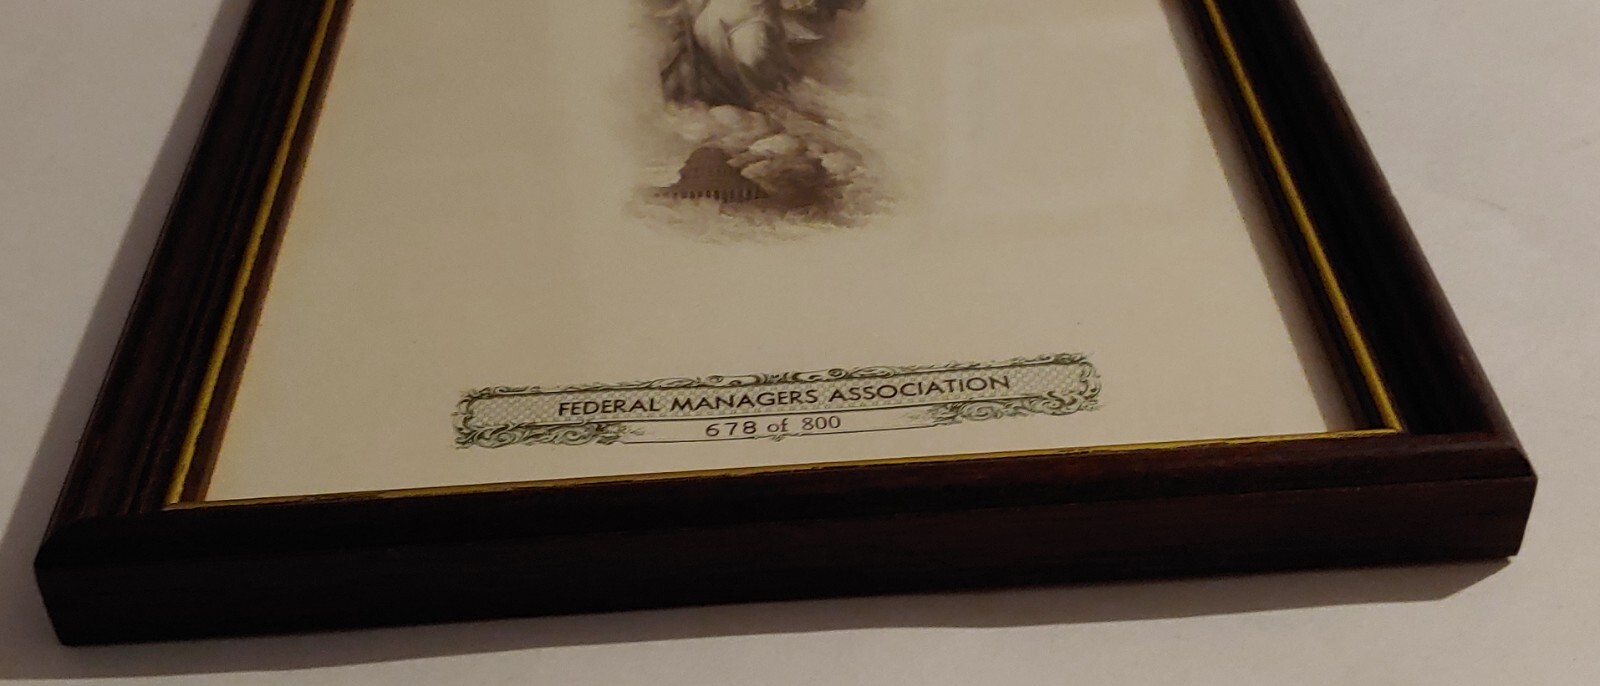 FEDERAL MANAGERS ASSOCIATION
678 of 800